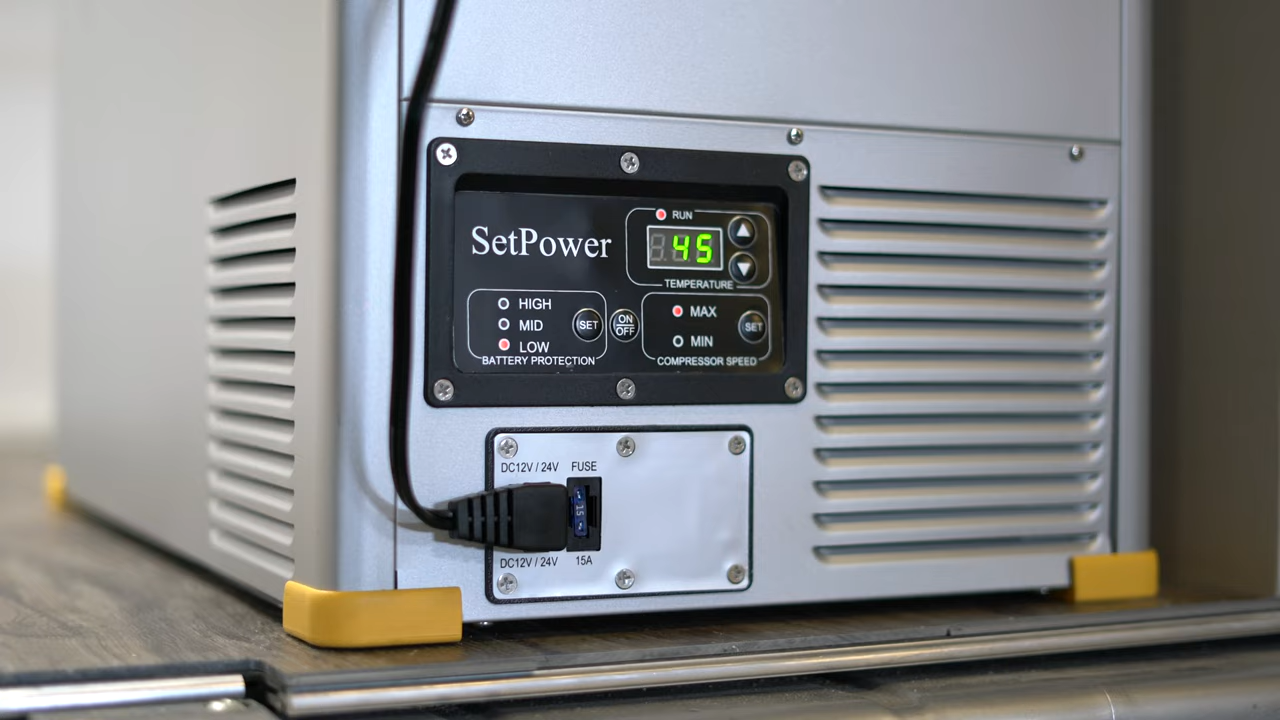 SetPower
RUN
45
TEMPERATURE
HIGH
MID
LOW
SET
BATTERY PROTECTION
ON
OFF
MAX
MIN
SET
COMPRESSOR SPEED
DC12V / 24V FUSE
15
DC12V / 24V 15A